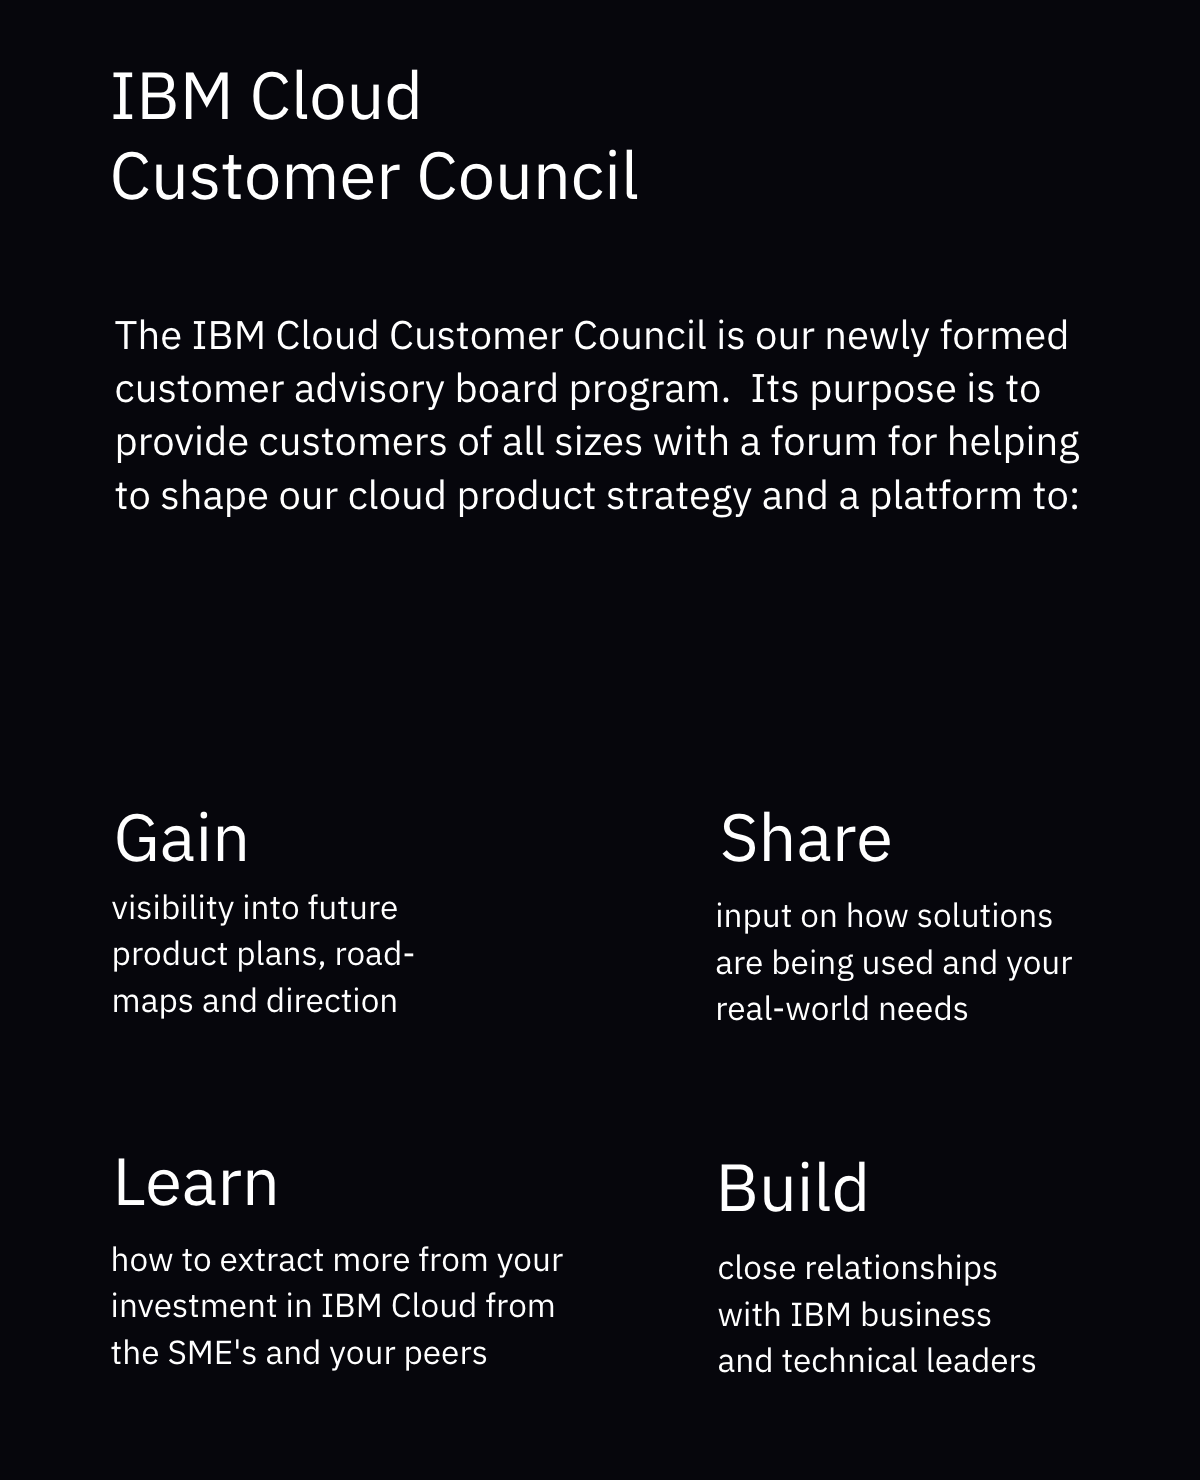 IBM Cloud
Customer Council
The IBM Cloud Customer Council is our newly formed
customer advisory board program.  Its purpose is to
provide customers of all sizes with a forum for helping
to shape our cloud product strategy and a platform to:
Gain
visibility into future
product plans, road-
maps and direction
Share
input on how solutions
are being used and your
real-world needs
Learn
how to extract more from your
investment in IBM Cloud from
the SME's and your peers
Build
close relationships
with IBM business
and technical leaders